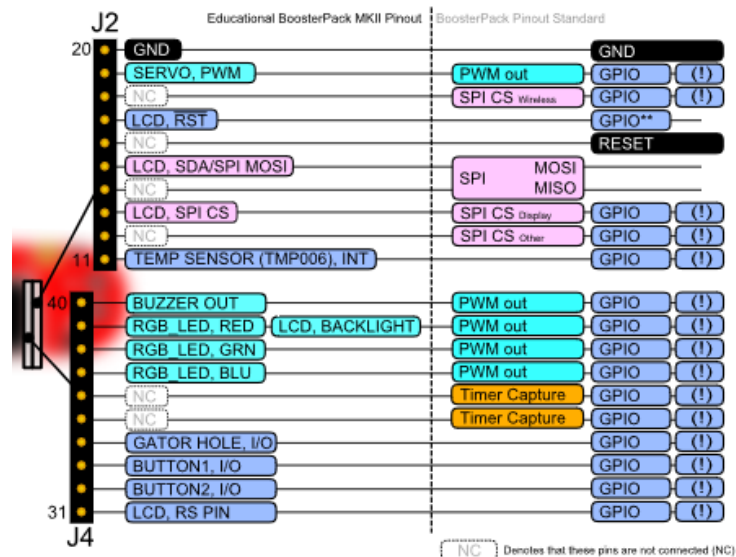 Educational BoosterPack MKII Pinout BoosterPack Pinout Standard
J2
20 GND GND
SERVO, PWM PWM out GPIO (!)
NC SPI CS Wireless GPIO (!)
LCD, RST GPIO**
NC RESET
LCD, SDA/SPI MOSI SPI MOSI
NC MISO
LCD, SPI CS SPI CS Display GPIO (!)
NC SPI CS Other GPIO (!)
11 TEMP SENSOR (TMP006), INT GPIO (!)
40 BUZZER OUT PWM out GPIO (!)
RGB_LED, RED LCD, BACKLIGHT PWM out GPIO (!)
RGB_LED, GRN PWM out GPIO (!)
RGB_LED, BLU PWM out GPIO (!)
NC Timer Capture GPIO (!)
NC Timer Capture GPIO (!)
GATOR HOLE, I/O GPIO (!)
BUTTON1, I/O GPIO (!)
BUTTON2, I/O GPIO (!)
31 LCD, RS PIN GPIO (!)
J4
NC Denotes that these pins are not connected (NC)